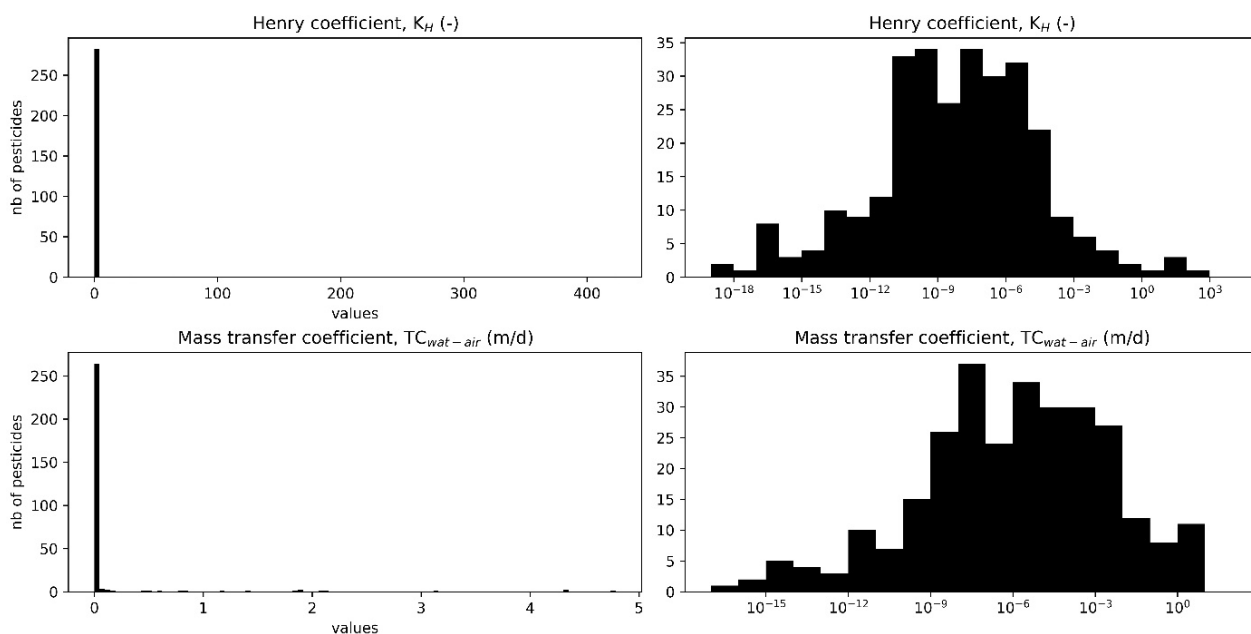 Henry coefficient, K_H (-)
nb of pesticides
250
200
150
100
50
0
0 100 200 300 400
values
Henry coefficient, K_H (-)
35
30
25
20
15
10
5
0
10^{-18} 10^{-15} 10^{-12} 10^{-9} 10^{-6} 10^{-3} 10^0 10^3
Mass transfer coefficient, TC_{wat-air} (m/d)
nb of pesticides
250
200
150
100
50
0
0 1 2 3 4 5
values
Mass transfer coefficient, TC_{wat-air} (m/d)
35
30
25
20
15
10
5
0
10^{-15} 10^{-12} 10^{-9} 10^{-6} 10^{-3} 10^0